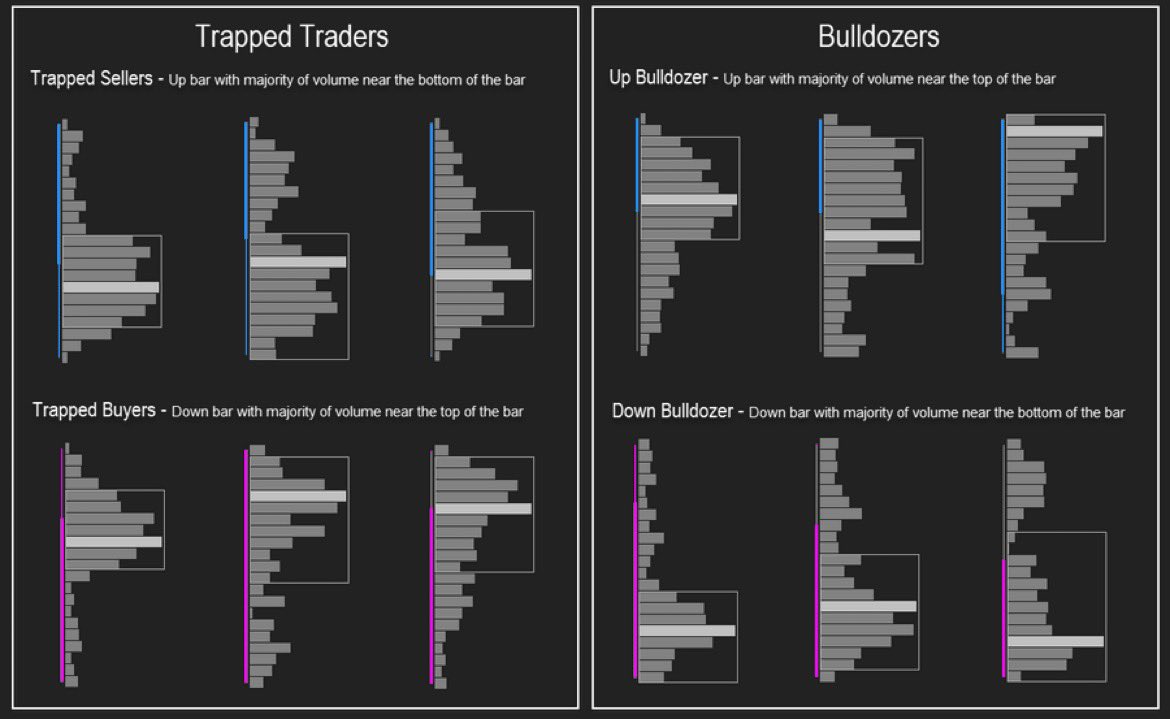 Trapped Traders
Trapped Sellers - Up bar with majority of volume near the bottom of the bar
Trapped Buyers - Down bar with majority of volume near the top of the bar
Bulldozers
Up Bulldozer - Up bar with majority of volume near the top of the bar
Down Bulldozer - Down bar with majority of volume near the bottom of the bar